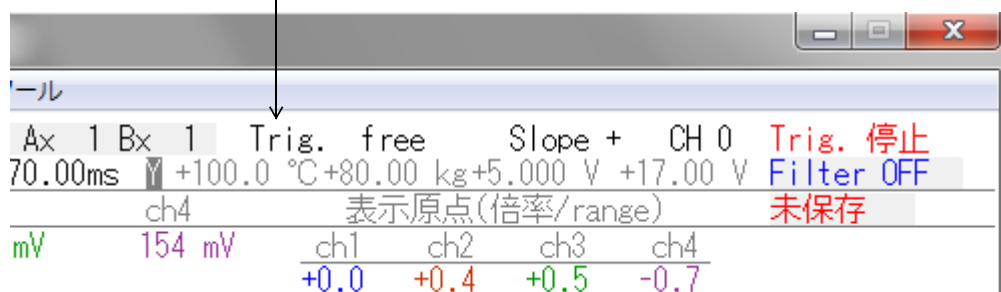 ール
Ax 1 Bx 1 Trig. free Slope + CH 0 Trig. 停止
70.00ms Y +100.0 ℃ +80.00 kg +5.000 V +17.00 V Filter OFF
ch4 表示原点(倍率/range) 未保存
mV 154 mV ch1 ch2 ch3 ch4
+0.0 +0.4 +0.5 -0.7